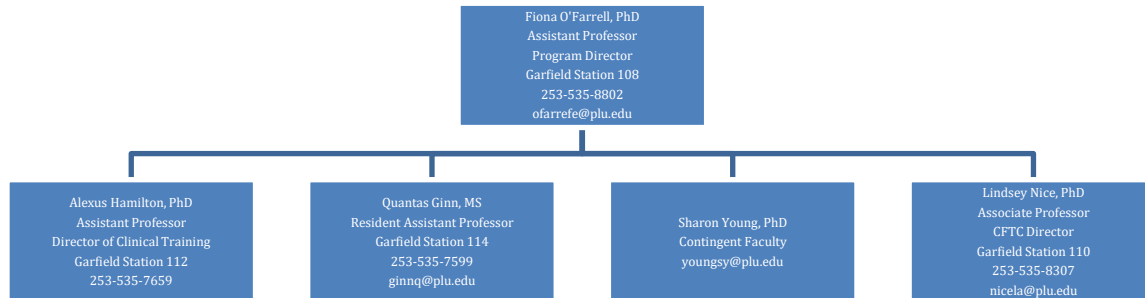 Fiona O'Farrell, PhD
Assistant Professor
Program Director
Garfield Station 108
253-535-8802
ofarrefe@plu.edu
Alexus Hamilton, PhD
Assistant Professor
Director of Clinical Training
Garfield Station 112
253-535-7659
Quantas Ginn, MS
Resident Assistant Professor
Garfield Station 114
253-535-7599
ginnq@plu.edu
Sharon Young, PhD
Contingent Faculty
youngsy@plu.edu
Lindsey Nice, PhD
Associate Professor
CFTC Director
Garfield Station 110
253-535-8307
nicela@plu.edu